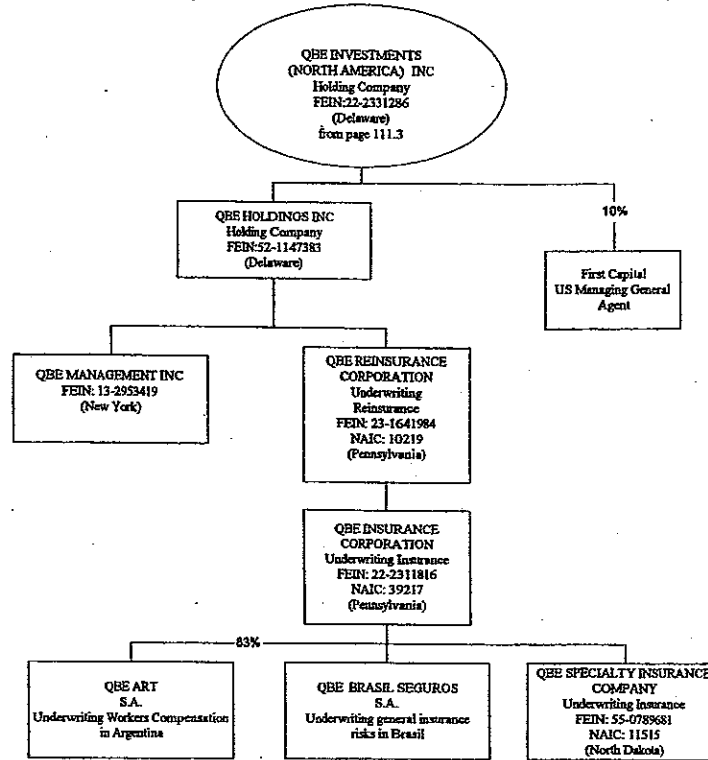 QBE INVESTMENTS
(NORTH AMERICA) INC
Holding Company
FEIN:22-2331286
(Delaware)
from page 111.3
QBE HOLDINGS INC
Holding Company
FEIN:52-1147383
(Delaware)
10%
First Capital
US Managing General
Agent
QBE MANAGEMENT INC
FEIN: 13-2953419
(New York)
QBE REINSURANCE
CORPORATION
Underwriting
Reinsurance
FEIN: 23-1641984
NAIC: 10219
(Pennsylvania)
QBE INSURANCE
CORPORATION
Underwriting Insurance
FEIN: 22-2311816
NAIC: 39217
(Pennsylvania)
83%
QBE ART
S.A.
Underwriting Workers Compensation
in Argentina
QBE BRASIL SEGUROS
S.A.
Underwriting general insurance
risks in Brasil
QBE SPECIALTY INSURANCE
COMPANY
Underwriting Insurance
FEIN: 55-0789681
NAIC: 11515
(North Dakota)